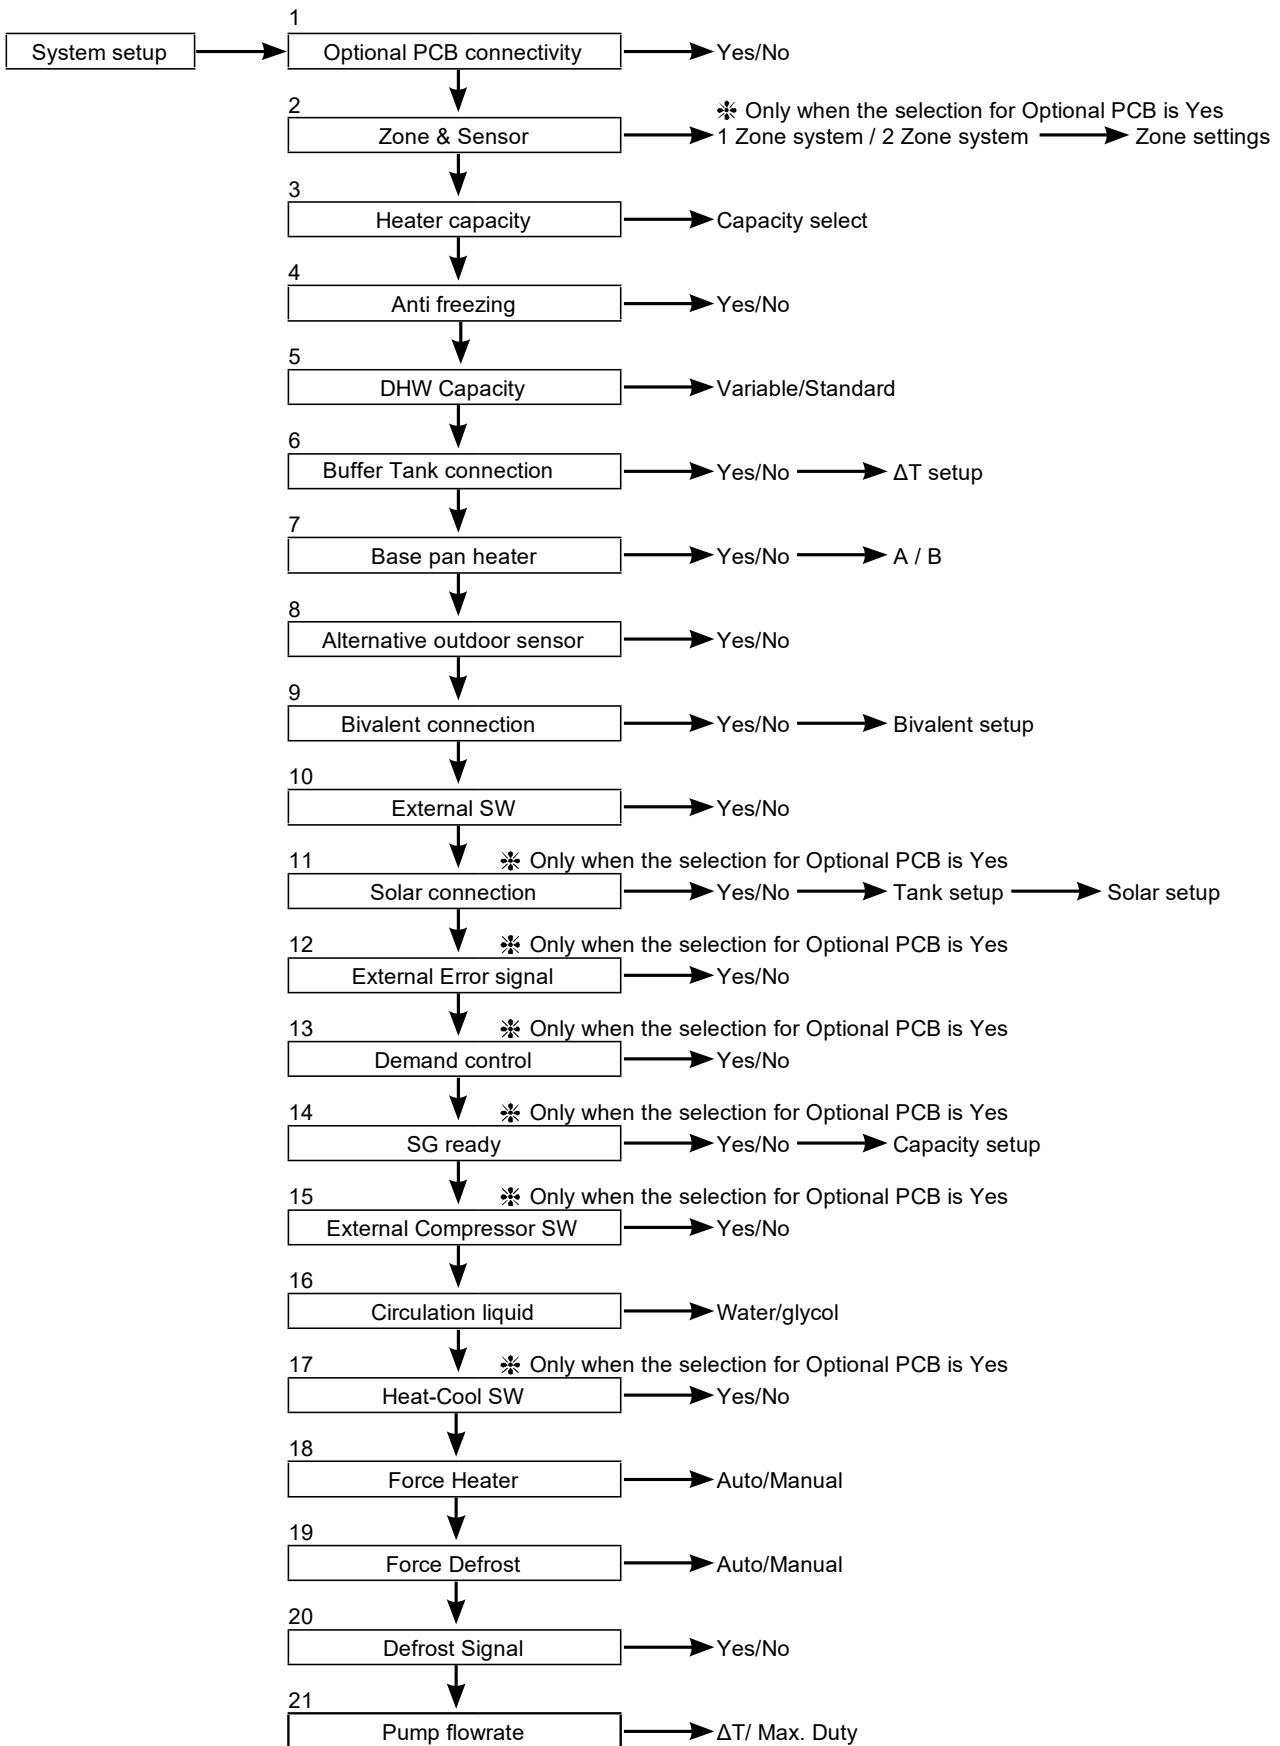 1
System setup
Optional PCB connectivity
Yes/No
2
❉ Only when the selection for Optional PCB is Yes
Zone & Sensor
1 Zone system / 2 Zone system
Zone settings
3
Heater capacity
Capacity select
4
Anti freezing
Yes/No
5
DHW Capacity
Variable/Standard
6
Buffer Tank connection
Yes/No
ΔT setup
7
Base pan heater
Yes/No
A / B
8
Alternative outdoor sensor
Yes/No
9
Bivalent connection
Yes/No
Bivalent setup
10
External SW
Yes/No
11
❉ Only when the selection for Optional PCB is Yes
Solar connection
Yes/No
Tank setup
Solar setup
12
❉ Only when the selection for Optional PCB is Yes
External Error signal
Yes/No
13
❉ Only when the selection for Optional PCB is Yes
Demand control
Yes/No
14
❉ Only when the selection for Optional PCB is Yes
SG ready
Yes/No
Capacity setup
15
❉ Only when the selection for Optional PCB is Yes
External Compressor SW
Yes/No
16
Circulation liquid
Water/glycol
17
❉ Only when the selection for Optional PCB is Yes
Heat-Cool SW
Yes/No
18
Force Heater
Auto/Manual
19
Force Defrost
Auto/Manual
20
Defrost Signal
Yes/No
21
Pump flowrate
ΔT/ Max. Duty